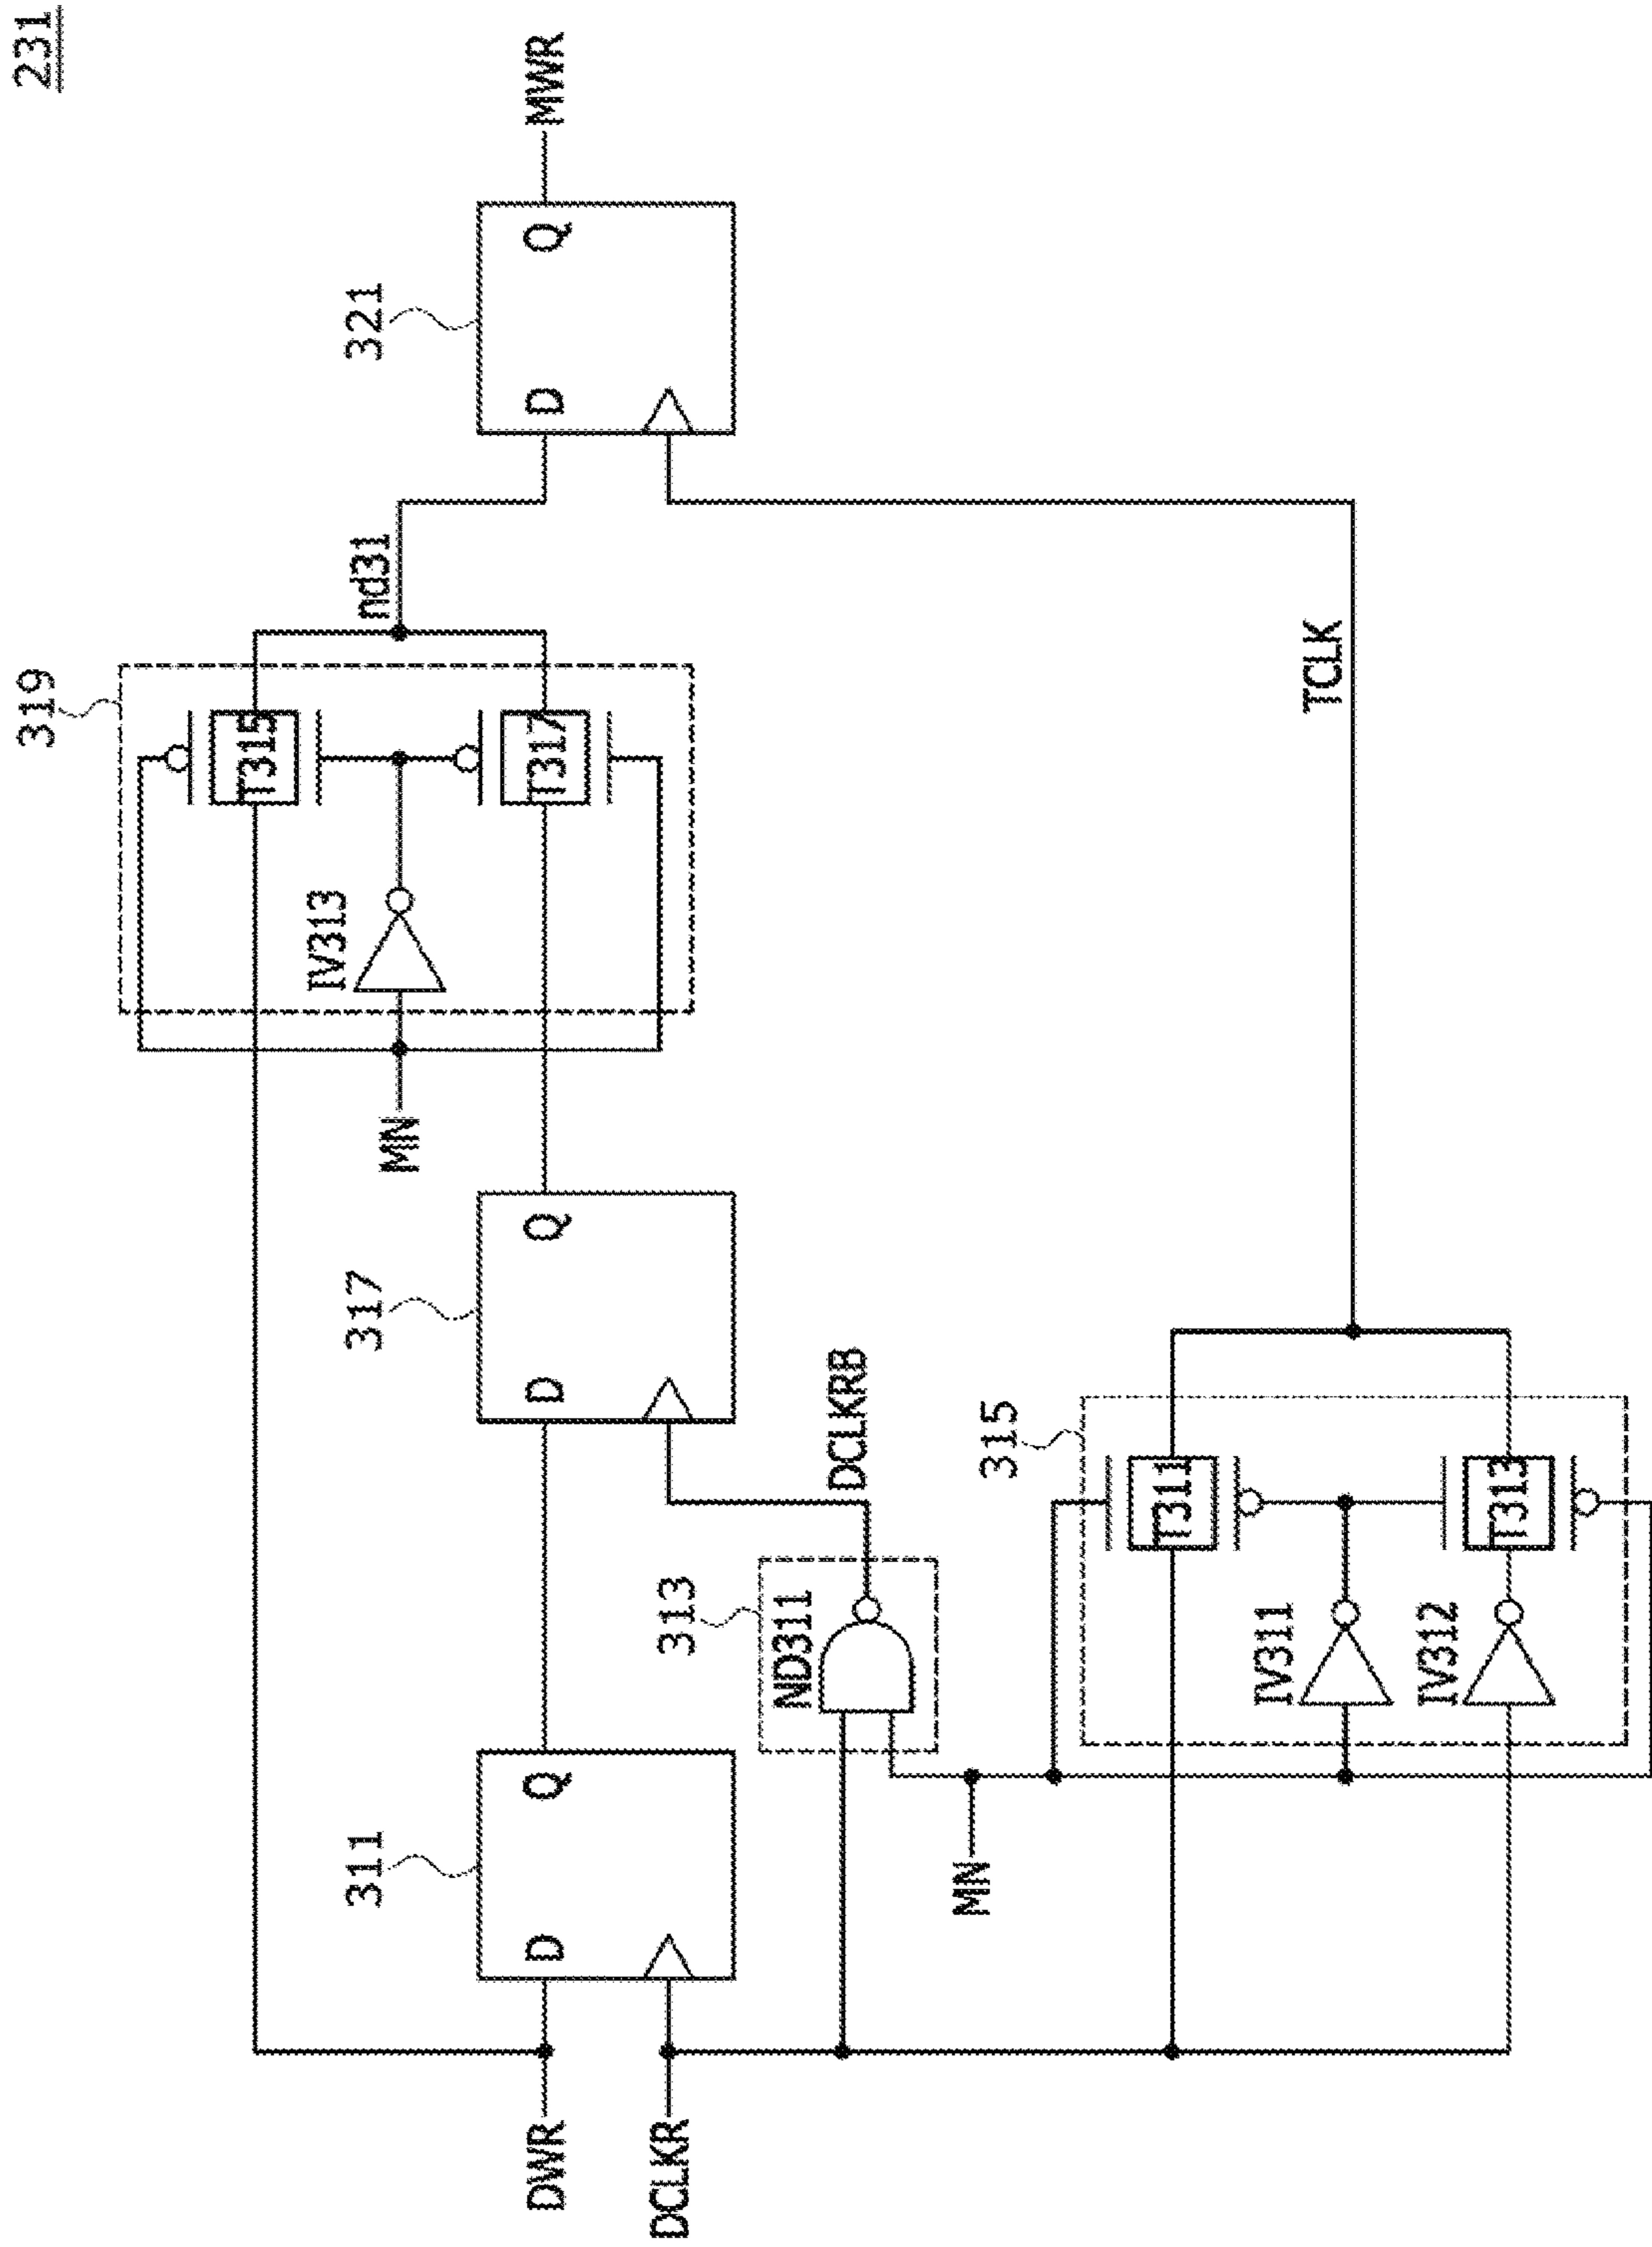 231
319
T315
nd31
IV313
T317
MN
321
D
Q
MWR
317
D
Q
311
D
Q
DWR
DCLKR
313
ND311
DCLKRB
MN
315
T311
IV311
T313
IV312
TCLK